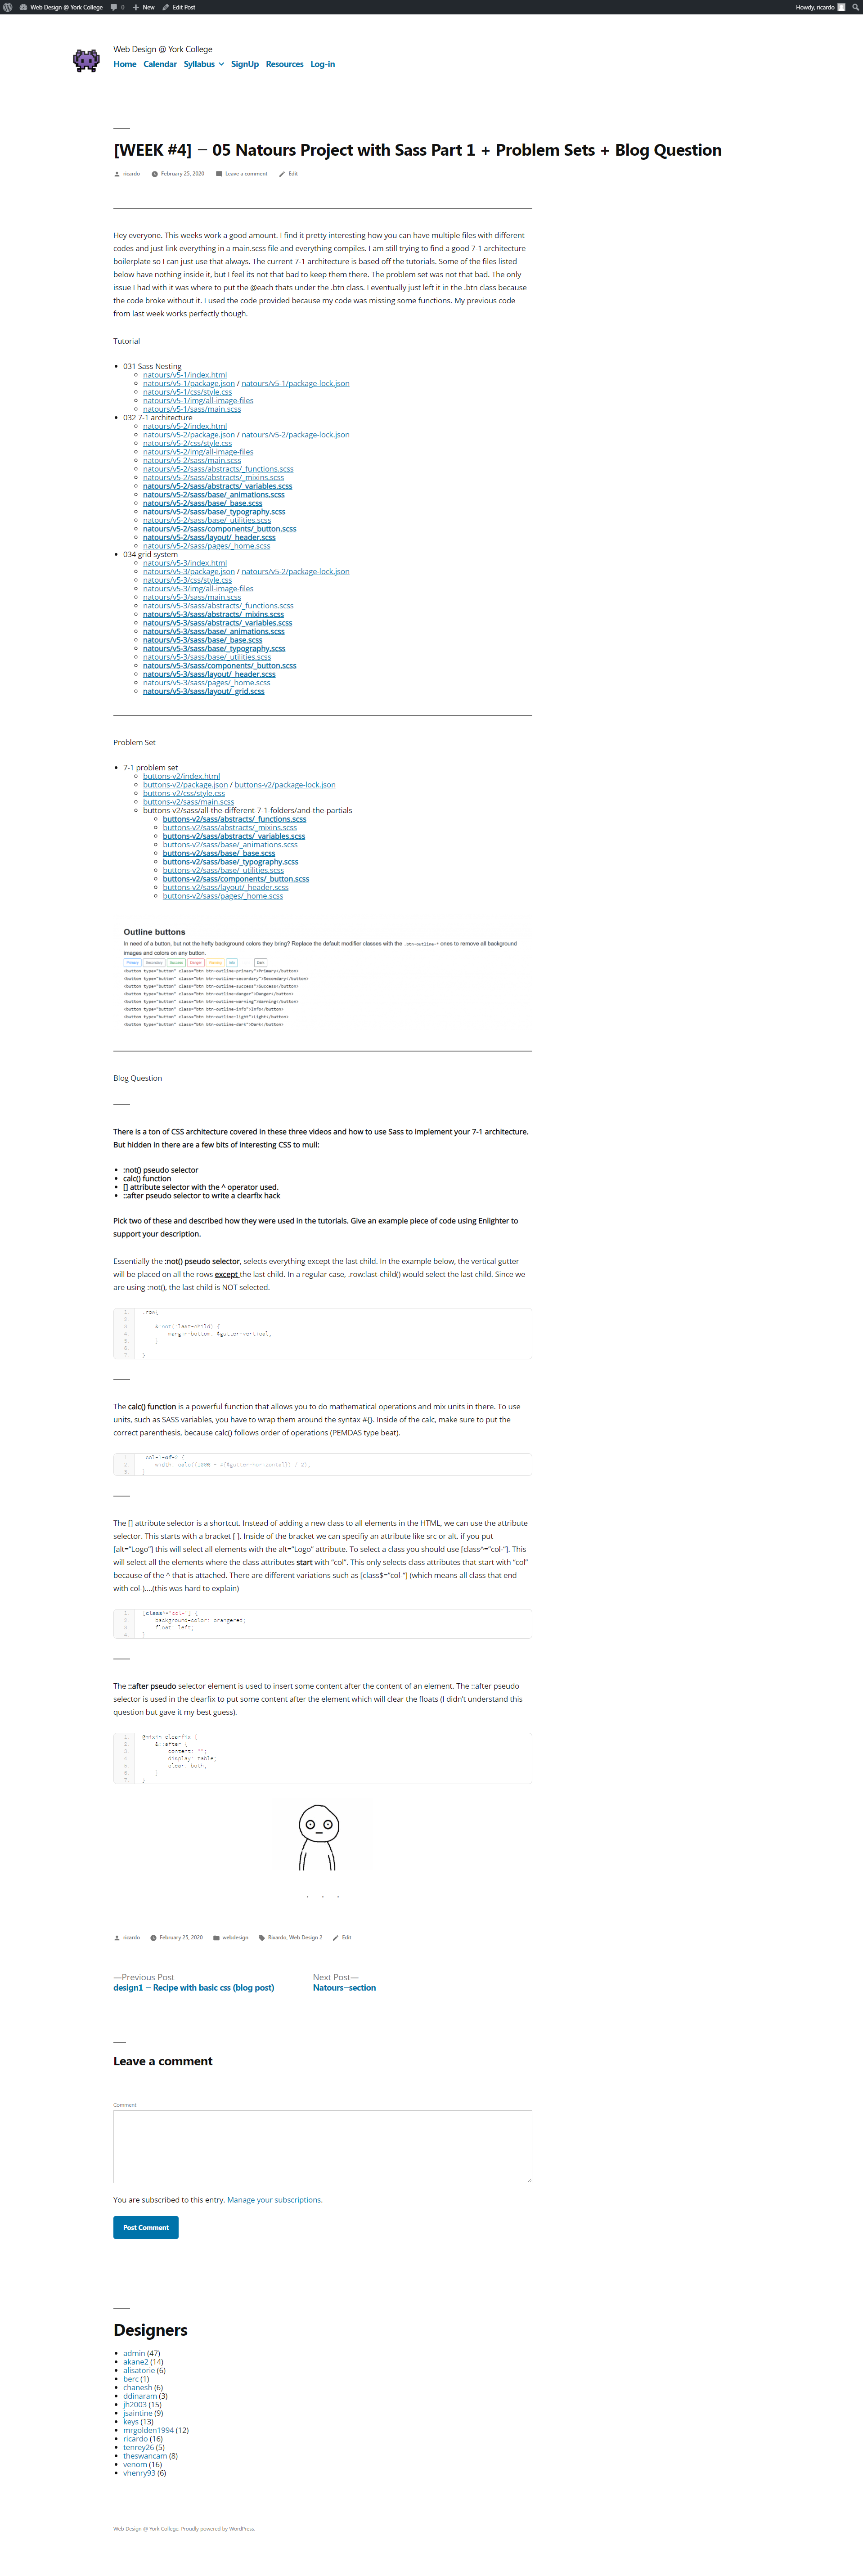 Web Design @ York College 0 New Edit Post Howdy, ricardo
Web Design @ York College
Home Calendar Syllabus SignUp Resources Log-in
[WEEK #4] – 05 Natours Project with Sass Part 1 + Problem Sets + Blog Question
ricardo February 25, 2020 Leave a comment Edit
Hey everyone. This weeks work a good amount. I find it pretty interesting how you can have multiple files with different
codes and just link everything in a main.scss file and everything compiles. I am still trying to find a good 7-1 architecture
boilerplate so I can just use that always. The current 7-1 architecture is based off the tutorials. Some of the files listed
below have nothing inside it, but I feel its not that bad to keep them there. The problem set was not that bad. The only
issue I had with it was where to put the @each thats under the .btn class. I eventually just left it in the .btn class because
the code broke without it. I used the code provided because my code was missing some functions. My previous code
from last week works perfectly though.
Tutorial
031 Sass Nesting
natours/v5-1/index.html
natours/v5-1/package.json / natours/v5-1/package-lock.json
natours/v5-1/css/style.css
natours/v5-1/img/all-image-files
natours/v5-1/sass/main.scss
032 7-1 architecture
natours/v5-2/index.html
natours/v5-2/package.json / natours/v5-2/package-lock.json
natours/v5-2/css/style.css
natours/v5-2/img/all-image-files
natours/v5-2/sass/main.scss
natours/v5-2/sass/abstracts/_functions.scss
natours/v5-2/sass/abstracts/_mixins.scss
natours/v5-2/sass/abstracts/_variables.scss
natours/v5-2/sass/base/_animations.scss
natours/v5-2/sass/base/_base.scss
natours/v5-2/sass/base/_typography.scss
natours/v5-2/sass/base/_utilities.scss
natours/v5-2/sass/components/_button.scss
natours/v5-2/sass/layout/_header.scss
natours/v5-2/sass/pages/_home.scss
034 grid system
natours/v5-3/index.html
natours/v5-3/package.json / natours/v5-2/package-lock.json
natours/v5-3/css/style.css
natours/v5-3/img/all-image-files
natours/v5-3/sass/main.scss
natours/v5-3/sass/abstracts/_functions.scss
natours/v5-3/sass/abstracts/_mixins.scss
natours/v5-3/sass/abstracts/_variables.scss
natours/v5-3/sass/base/_animations.scss
natours/v5-3/sass/base/_base.scss
natours/v5-3/sass/base/_typography.scss
natours/v5-3/sass/base/_utilities.scss
natours/v5-3/sass/components/_button.scss
natours/v5-3/sass/layout/_header.scss
natours/v5-3/sass/pages/_home.scss
natours/v5-3/sass/layout/_grid.scss
Problem Set
7-1 problem set
buttons-v2/index.html
buttons-v2/package.json / buttons-v2/package-lock.json
buttons-v2/css/style.css
buttons-v2/sass/main.scss
buttons-v2/sass/all-the-different-7-1-folders/and-the-partials
buttons-v2/sass/abstracts/_functions.scss
buttons-v2/sass/abstracts/_mixins.scss
buttons-v2/sass/abstracts/_variables.scss
buttons-v2/sass/base/_animations.scss
buttons-v2/sass/base/_base.scss
buttons-v2/sass/base/_typography.scss
buttons-v2/sass/base/_utilities.scss
buttons-v2/sass/components/_button.scss
buttons-v2/sass/layout/_header.scss
buttons-v2/sass/pages/_home.scss
Outline buttons
In need of a button, but not the hefty background colors they bring? Replace the default modifier classes with the .btn-outline-* ones to remove all background
images and colors on any button.
Primary Secondary Success Danger Warning Info Dark
<button type="button" class="btn btn-outline-primary">Primary</button>
<button type="button" class="btn btn-outline-secondary">Secondary</button>
<button type="button" class="btn btn-outline-success">Success</button>
<button type="button" class="btn btn-outline-danger">Danger</button>
<button type="button" class="btn btn-outline-warning">Warning</button>
<button type="button" class="btn btn-outline-info">Info</button>
<button type="button" class="btn btn-outline-light">Light</button>
<button type="button" class="btn btn-outline-dark">Dark</button>
Blog Question
There is a ton of CSS architecture covered in these three videos and how to use Sass to implement your 7-1 architecture.
But hidden in there are a few bits of interesting CSS to mull:
:not() pseudo selector
calc() function
[] attribute selector with the ^ operator used.
::after pseudo selector to write a clearfix hack
Pick two of these and described how they were used in the tutorials. Give an example piece of code using Enlighter to
support your description.
Essentially the :not() pseudo selector, selects everything except the last child. In the example below, the vertical gutter
will be placed on all the rows except the last child. In a regular case, .row:last-child() would select the last child. Since we
are using :not(), the last child is NOT selected.
1. .row{
2.
3. &:not(:last-child) {
4. margin-bottom: $gutter-vertical;
5. }
6.
7. }
The calc() function is a powerful function that allows you to do mathematical operations and mix units in there. To use
units, such as SASS variables, you have to wrap them around the syntax #{}. Inside of the calc, make sure to put the
correct parenthesis, because calc() follows order of operations (PEMDAS type beat).
1. .col-1-of-2 {
2. width: calc((100% - #{$gutter-horizontal}) / 2);
3. }
The [] attribute selector is a shortcut. Instead of adding a new class to all elements in the HTML, we can use the attribute
selector. This starts with a bracket [ ]. Inside of the bracket we can specifiy an attribute like src or alt. if you put
[alt="Logo"] this will select all elements with the alt="Logo" attribute. To select a class you should use [class^="col-"]. This
will select all the elements where the class attributes start with "col". This only selects class attributes that start with "col"
because of the ^ that is attached. There are different variations such as [class$="col-"] (which means all class that end
with col-)....(this was hard to explain)
1. [class^="col-"] {
2. background-color: orangered;
3. float: left;
4. }
The ::after pseudo selector element is used to insert some content after the content of an element. The ::after pseudo
selector is used in the clearfix to put some content after the element which will clear the floats (I didn't understand this
question but gave it my best guess).
1. @mixin clearfix {
2. &::after {
3. content: "";
4. display: table;
5. clear: both;
6. }
7. }
ricardo February 25, 2020 webdesign Rixardo, Web Design 2 Edit
—Previous Post Next Post—
design1 – Recipe with basic css (blog post) Natours–section
Leave a comment
Comment
You are subscribed to this entry. Manage your subscriptions.
Post Comment
Designers
admin (47)
akane2 (14)
alisatorie (6)
berc (1)
chanesh (6)
ddinaram (3)
jh2003 (15)
jsaintine (9)
keys (13)
mrgolden1994 (12)
ricardo (16)
tenrey26 (5)
theswancam (8)
venom (16)
vhenry93 (6)
Web Design @ York College. Proudly powered by WordPress.